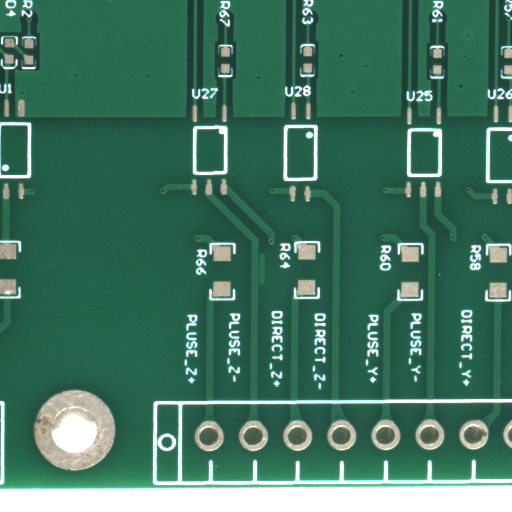 R2
R67
R63
R61
U1
U27
U28
U25
U26
R66
R64
R60
R58
PLUSE_Z+
PLUSE_Z-
DIRECT_Z+
DIRECT_Z-
PLUSE_Y+
PLUSE_Y-
DIRECT_Y+